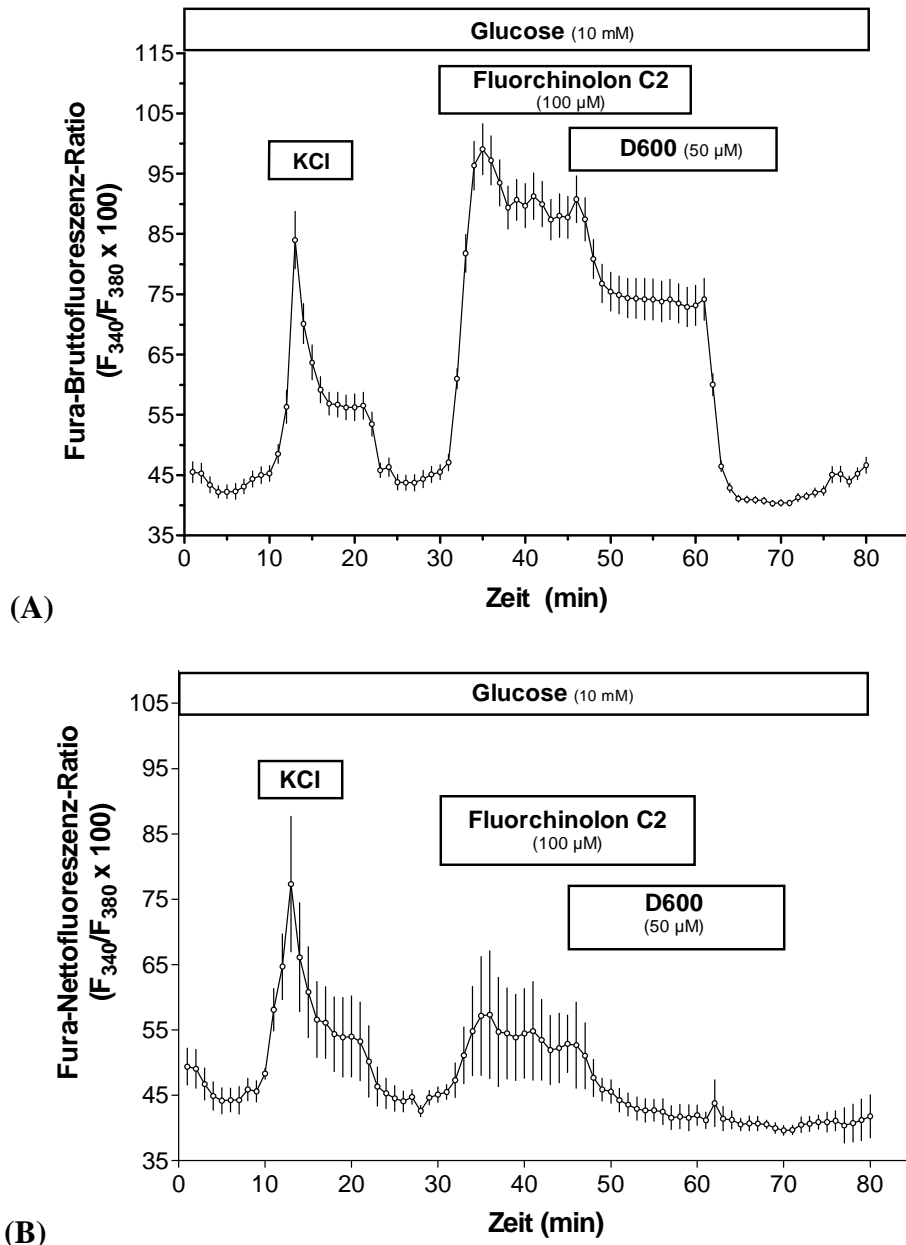 Glucose (10 mM)
Fluorchinolon C2
(100 µM)
KCl
D600 (50 µM)
Fura-Bruttofluoreszenz-Ratio
(F340/F380 x 100)
115
105
95
85
75
65
55
45
35
0 10 20 30 40 50 60 70 80
Zeit (min)
(A)
Glucose (10 mM)
KCl
Fluorchinolon C2
(100 µM)
D600
(50 µM)
Fura-Nettofluoreszenz-Ratio
(F340/F380 x 100)
105
95
85
75
65
55
45
35
0 10 20 30 40 50 60 70 80
Zeit (min)
(B)